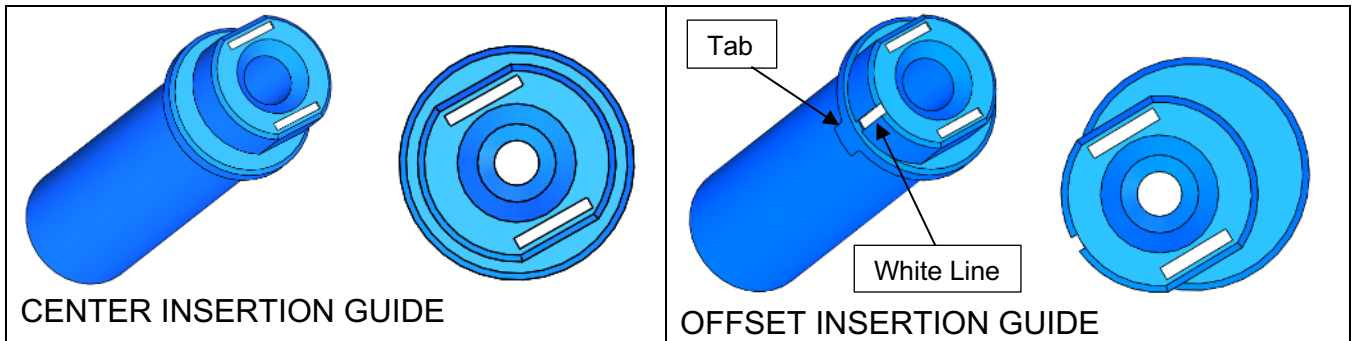 CENTER INSERTION GUIDE
Tab
White Line
OFFSET INSERTION GUIDE